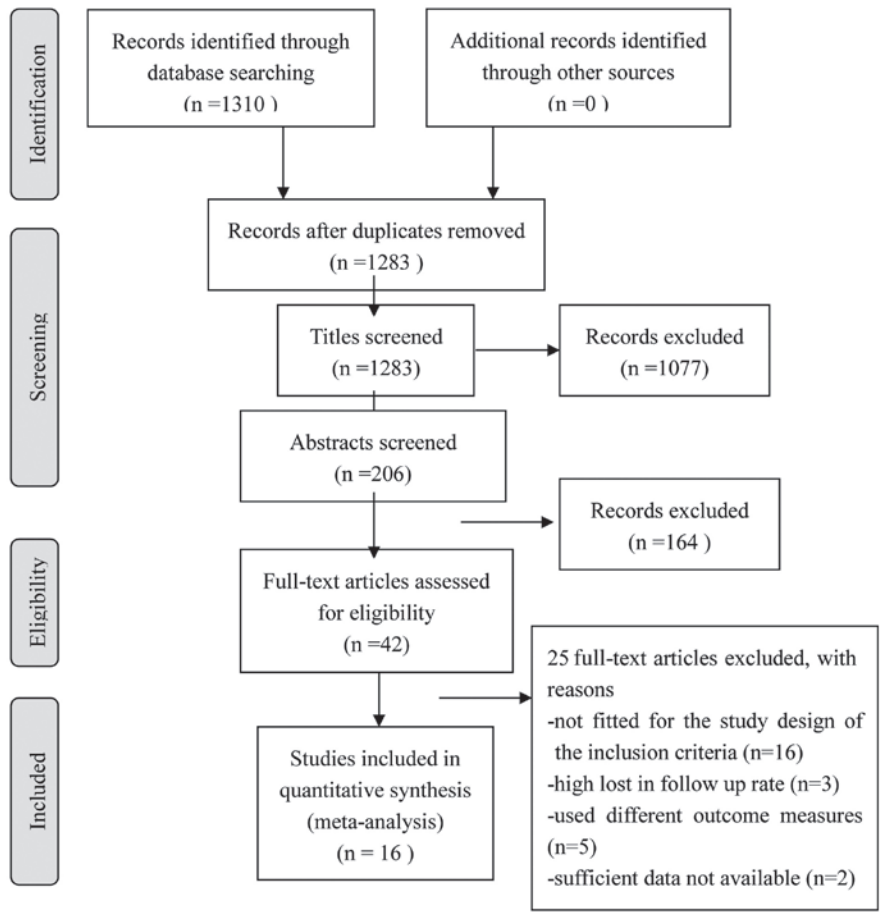 Identification
Records identified through
database searching
(n =1310 )
Additional records identified
through other sources
(n =0 )
Records after duplicates removed
(n =1283 )
Screening
Titles screened
(n =1283)
Records excluded
(n =1077)
Abstracts screened
(n =206)
Records excluded
(n =164 )
Eligibility
Full-text articles assessed
for eligibility
(n =42)
25 full-text articles excluded, with
reasons
-not fitted for the study design of
the inclusion criteria (n=16)
-high lost in follow up rate (n=3)
-used different outcome measures
(n=5)
-sufficient data not available (n=2)
Included
Studies included in
quantitative synthesis
(meta-analysis)
(n = 16 )